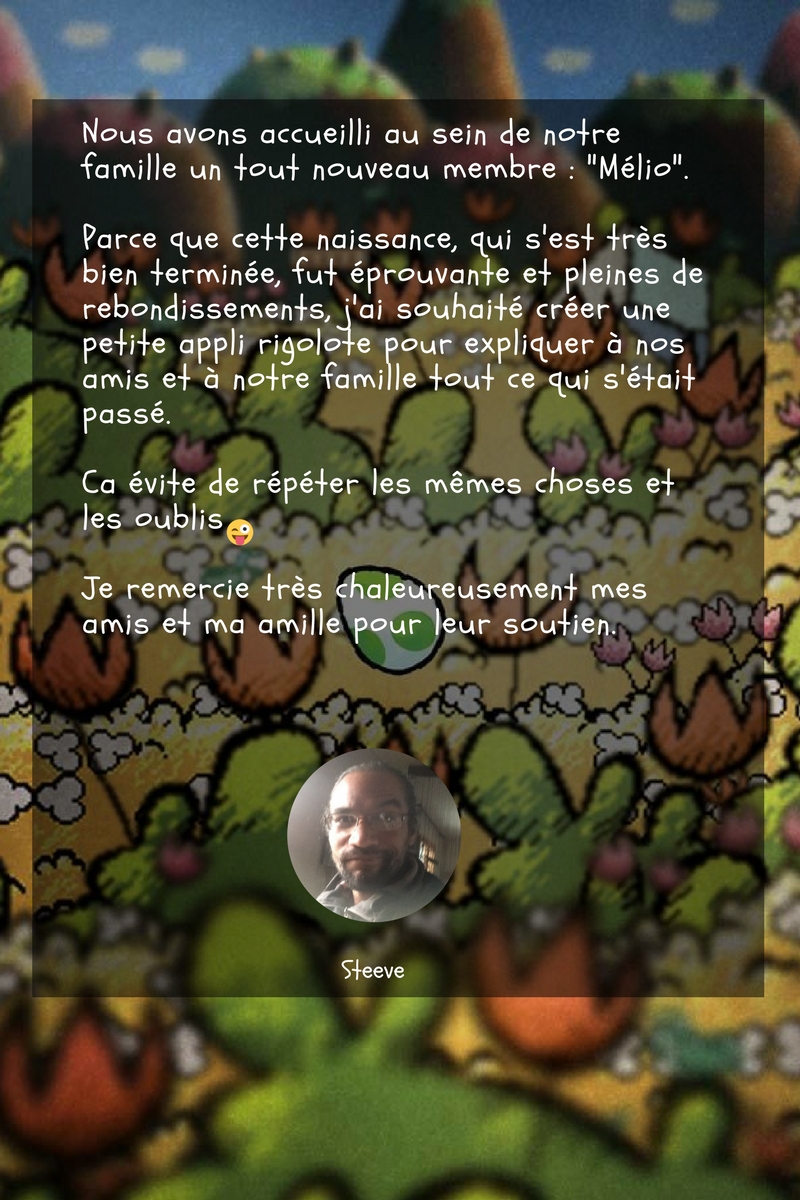 Nous avons accueilli au sein de notre
famille un tout nouveau membre : "Mélio".
Parce que cette naissance, qui s'est très
bien terminée, fut éprouvante et pleines de
rebondissements, j'ai souhaité créer une
petite appli rigolote pour expliquer à nos
amis et à notre famille tout ce qui s'était
passé.
Ca évite de répéter les mêmes choses et
les oublis😜
Je remercie très chaleureusement mes
amis et ma amille pour leur soutien.
Steeve